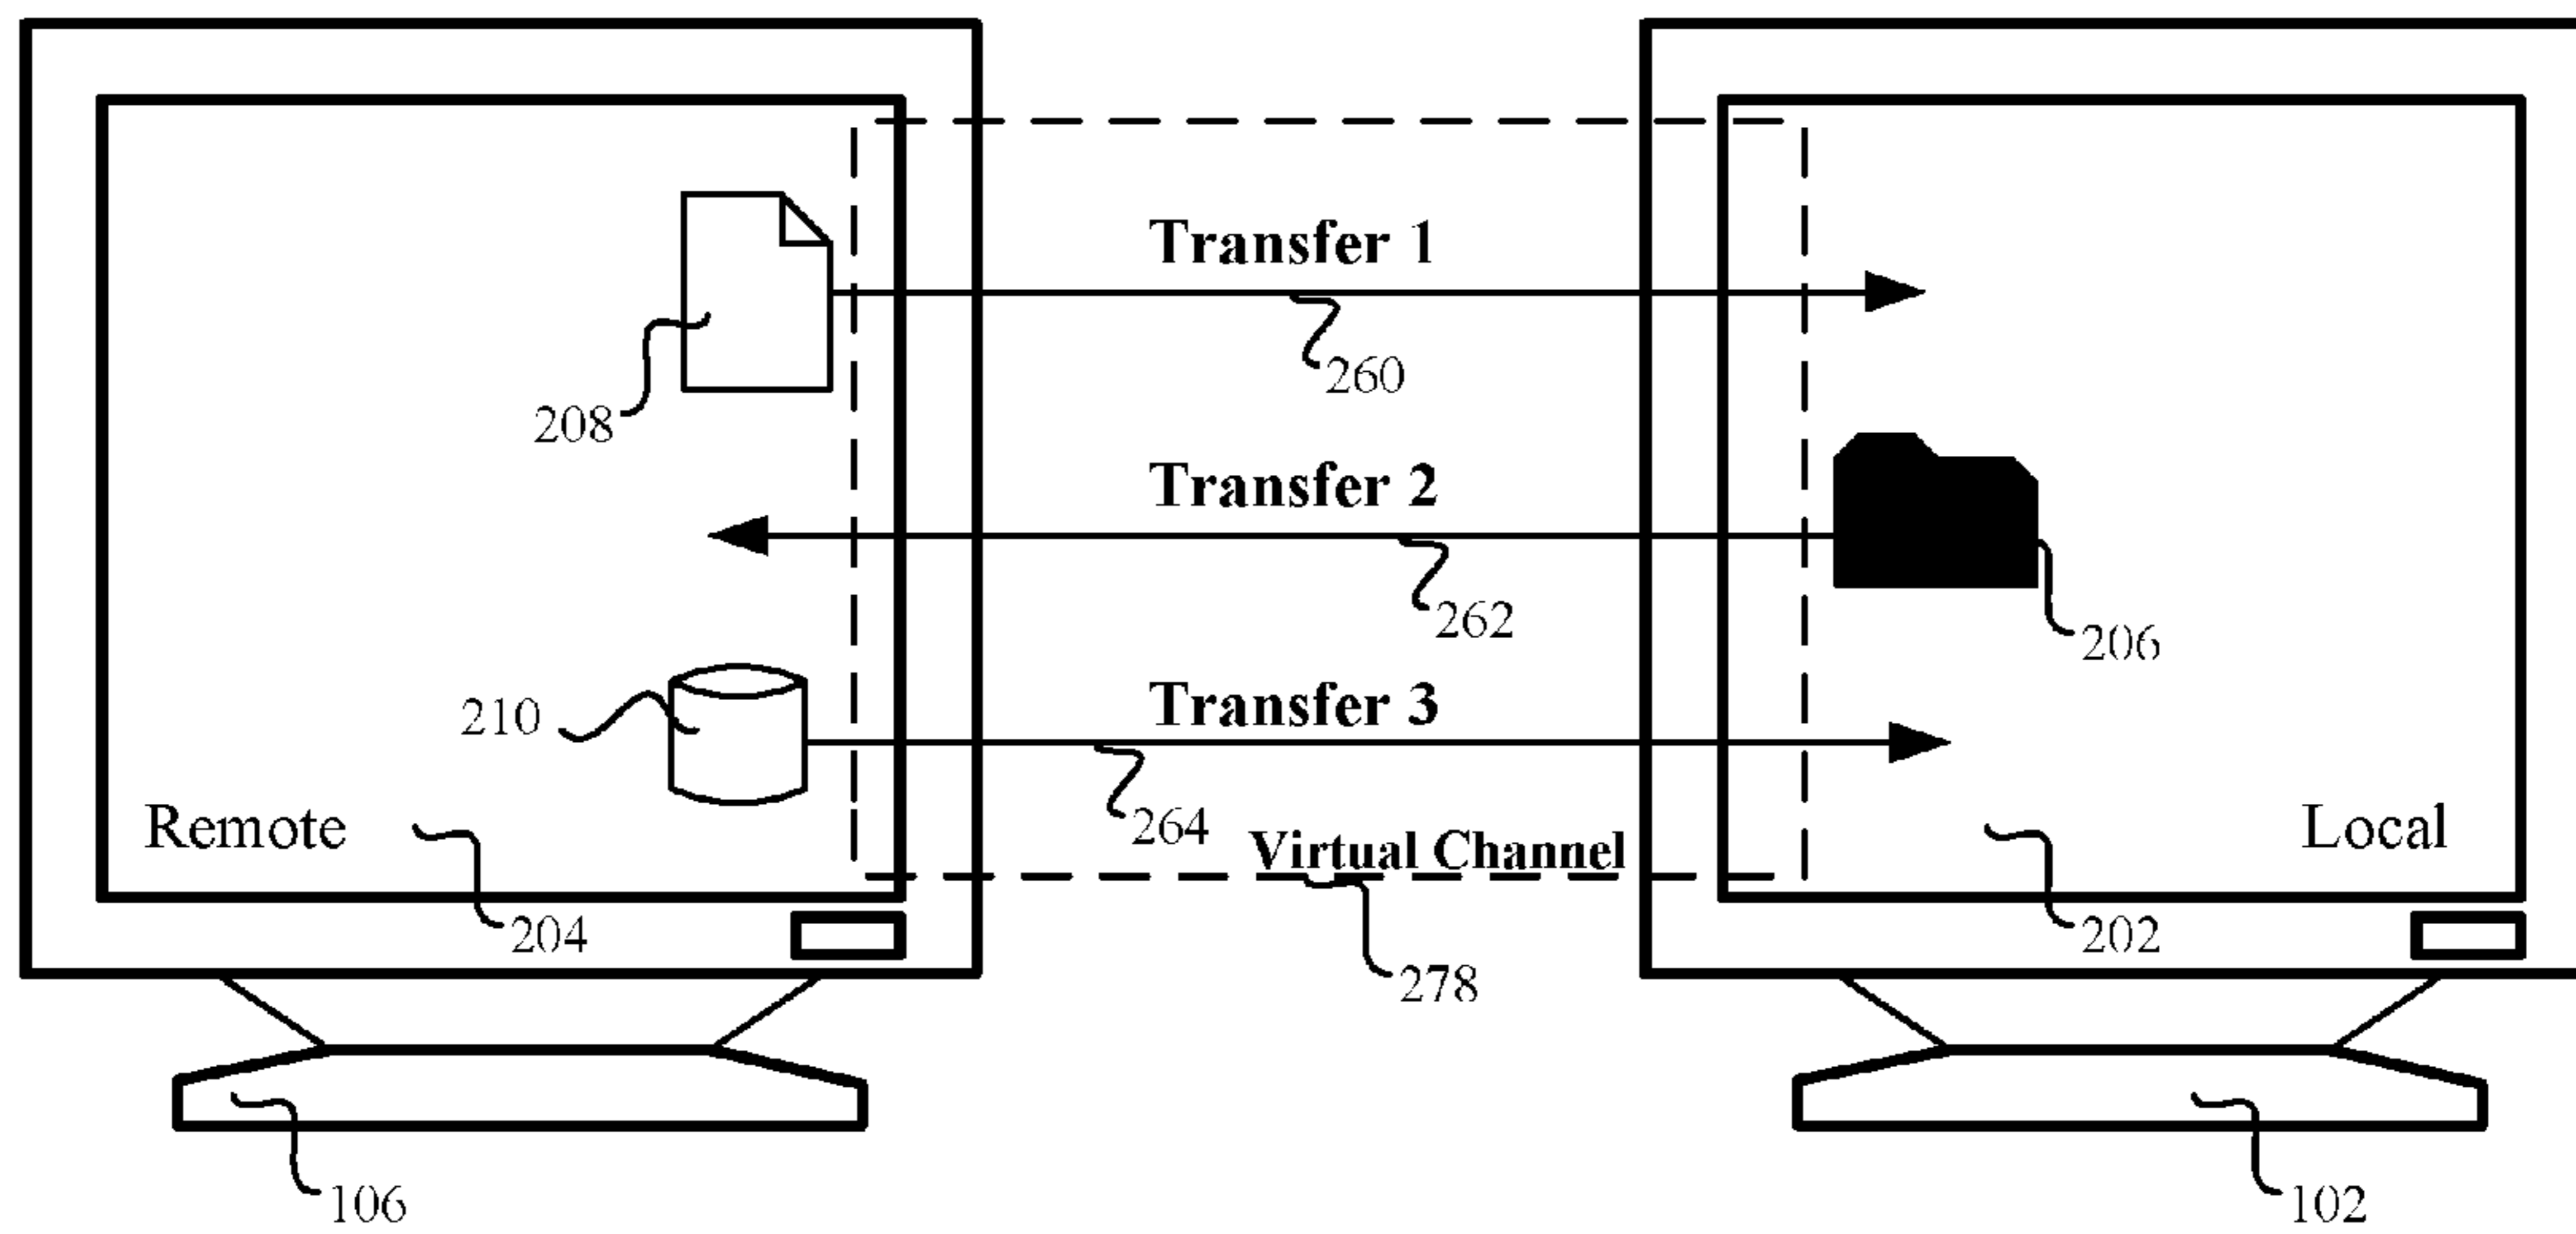 Transfer 1
260
208
Transfer 2
262
206
Transfer 3
210
264
Remote
Virtual Channel
Local
204
202
278
106
102